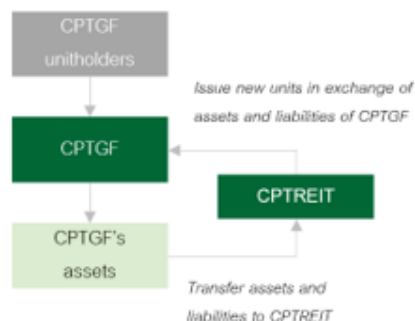 CPTGF
unitholders
Issue new units in exchange of
assets and liabilities of CPTGF
CPTGF
CPTREIT
CPTGF's
assets
Transfer assets and
liabilities to CPTREIT